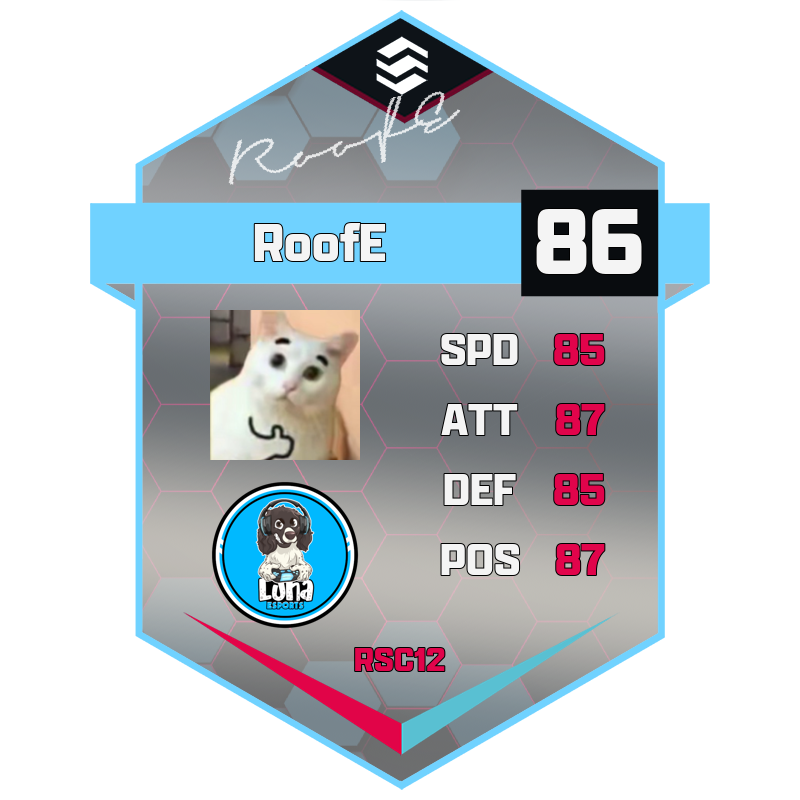 RoofE
RoofE
86
SPD 85
ATT 87
DEF 85
POS 87
Luna
ESPORTS
RSC12